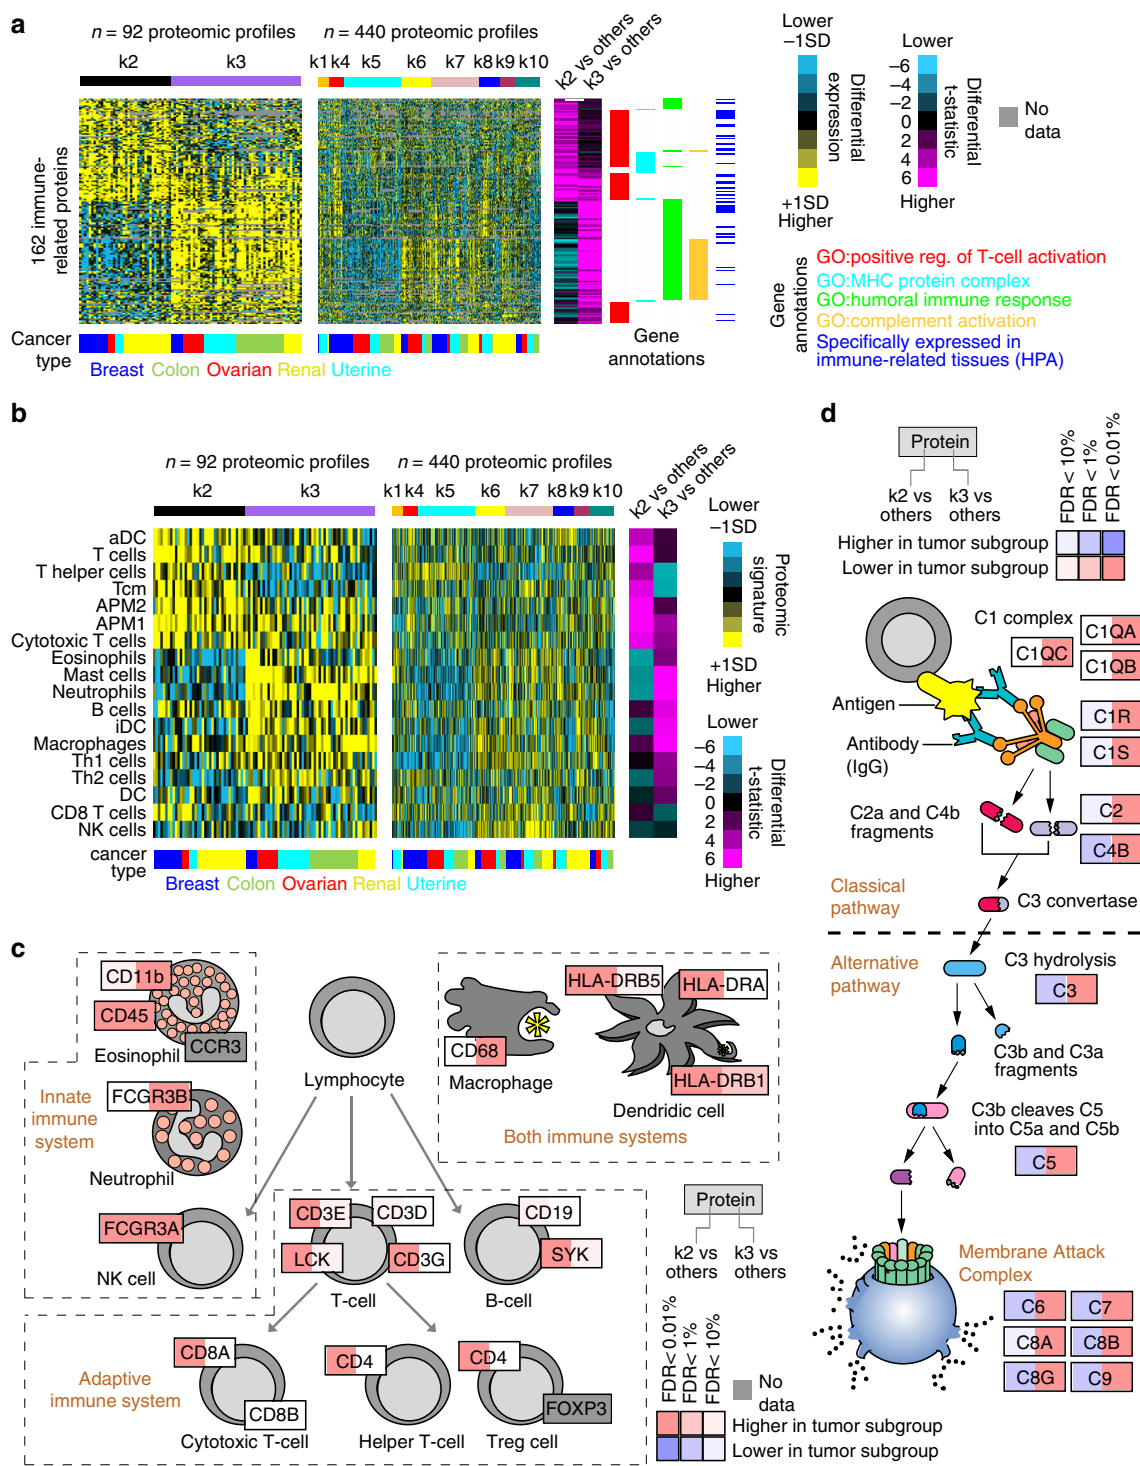 a
n = 92 proteomic profiles
n = 440 proteomic profiles
k2 k3
k1 k4 k5 k6 k7 k8 k9 k10
k2 vs others
k3 vs others
162 immune-
related proteins
Cancer
type
Breast Colon Ovarian Renal Uterine
Gene
annotations
Lower
−1SD
Differential
expression
+1SD
Higher
Lower
−6
−4
−2
0
2
4
6
Higher
Differential
t-statistic
No
data
Gene
annotations
GO:positive reg. of T-cell activation
GO:MHC protein complex
GO:humoral immune response
GO:complement activation
Specifically expressed in
immune-related tissues (HPA)
b
n = 92 proteomic profiles
n = 440 proteomic profiles
k2 k3
k1 k4 k5 k6 k7 k8 k9 k10
k2 vs others
k3 vs others
aDC
T cells
T helper cells
Tcm
APM2
APM1
Cytotoxic T cells
Eosinophils
Mast cells
Neutrophils
B cells
iDC
Macrophages
Th1 cells
Th2 cells
DC
CD8 T cells
NK cells
cancer
type
Breast Colon Ovarian Renal Uterine
Lower
−1SD
Proteomic
signature
+1SD
Higher
Lower
−6
−4
−2
0
2
4
6
Higher
Differential
t-statistic
c
CD11b
CD45
CCR3
Eosinophil
Innate
immune
system
FCGR3B
Neutrophil
FCGR3A
NK cell
Lymphocyte
CD68
Macrophage
HLA-DRB5
HLA-DRA
HLA-DRB1
Dendridic cell
Both immune systems
CD3E
CD3D
LCK
CD3G
T-cell
CD19
SYK
B-cell
Adaptive
immune system
CD8A
CD8B
Cytotoxic T-cell
CD4
Helper T-cell
CD4
FOXP3
Treg cell
Protein
k2 vs
others
k3 vs
others
FDR< 0.01%
FDR< 1%
FDR< 10%
No
data
Higher in tumor subgroup
Lower in tumor subgroup
d
Protein
k2 vs
others
k3 vs
others
FDR< 10%
FDR< 1%
FDR< 0.01%
Higher in tumor subgroup
Lower in tumor subgroup
C1 complex
C1QA
C1QC
C1QB
Antigen
C1R
Antibody
(IgG)
C1S
C2a and C4b
fragments
C2
C4B
Classical
pathway
C3 convertase
Alternative
pathway
C3 hydrolysis
C3
C3b and C3a
fragments
C3b cleaves C5
into C5a and C5b
C5
Membrane Attack
Complex
C6 C7
C8A C8B
C8G C9